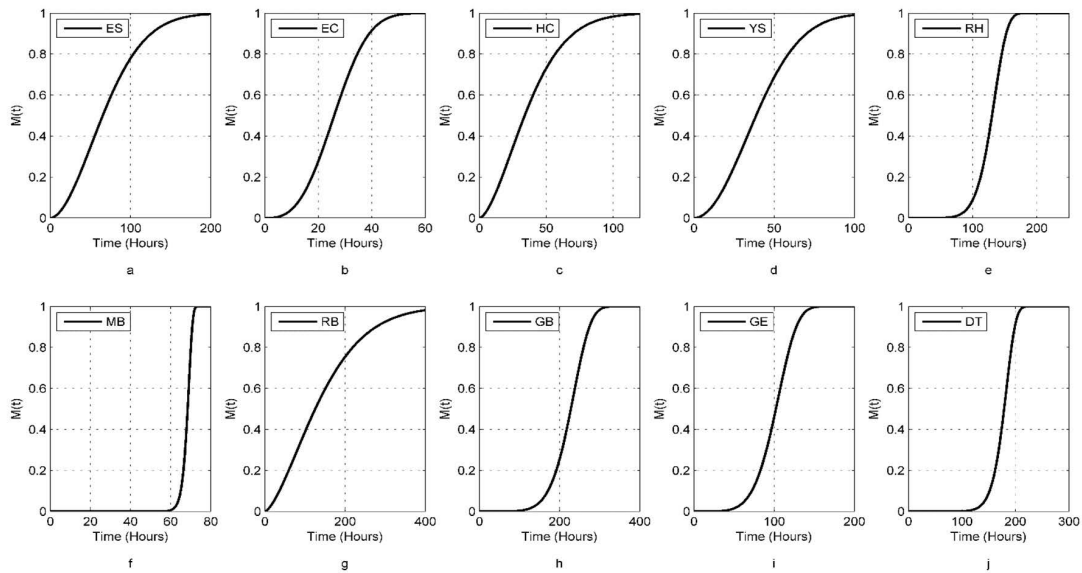 ES
1
0.8
0.6
0.4
0.2
0
M(t)
0 100 200
Time (Hours)
a
EC
1
0.8
0.6
0.4
0.2
0
M(t)
0 20 40 60
Time (Hours)
b
HC
1
0.8
0.6
0.4
0.2
0
M(t)
0 50 100
Time (Hours)
c
YS
1
0.8
0.6
0.4
0.2
0
M(t)
0 50 100
Time (Hours)
d
RH
1
0.8
0.6
0.4
0.2
0
M(t)
0 100 200
Time (Hours)
e
MB
1
0.8
0.6
0.4
0.2
0
M(t)
0 20 40 60 80
Time (Hours)
f
RB
1
0.8
0.6
0.4
0.2
0
M(t)
0 200 400
Time (Hours)
g
GB
1
0.8
0.6
0.4
0.2
0
M(t)
0 200 400
Time (Hours)
h
GE
1
0.8
0.6
0.4
0.2
0
M(t)
0 100 200
Time (Hours)
i
DT
1
0.8
0.6
0.4
0.2
0
M(t)
0 100 200 300
Time (Hours)
j